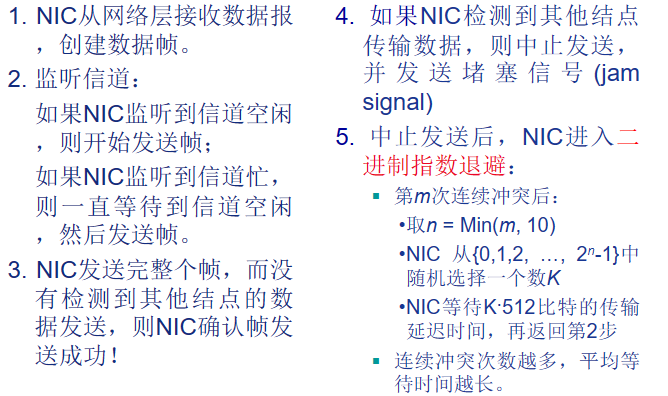 1. NIC从网络层接收数据报
，创建数据帧。
2. 监听信道：
如果NIC监听到信道空闲
，则开始发送帧；
如果NIC监听到信道忙，
则一直等待到信道空闲
，然后发送帧。
3. NIC发送完整个帧，而没
有检测到其他结点的数
据发送，则NIC确认帧发
送成功！
4. 如果NIC检测到其他结点
传输数据，则中止发送，
并发送堵塞信号(jam
signal)
5. 中止发送后，NIC进入二
进制指数退避：
▪ 第m次连续冲突后：
•取n = Min(m, 10)
•NIC 从{0,1,2, …, 2ⁿ-1}中
随机选择一个数K
•NIC等待K·512比特的传输
延迟时间，再返回第2步
▪ 连续冲突次数越多，平均等
待时间越长。